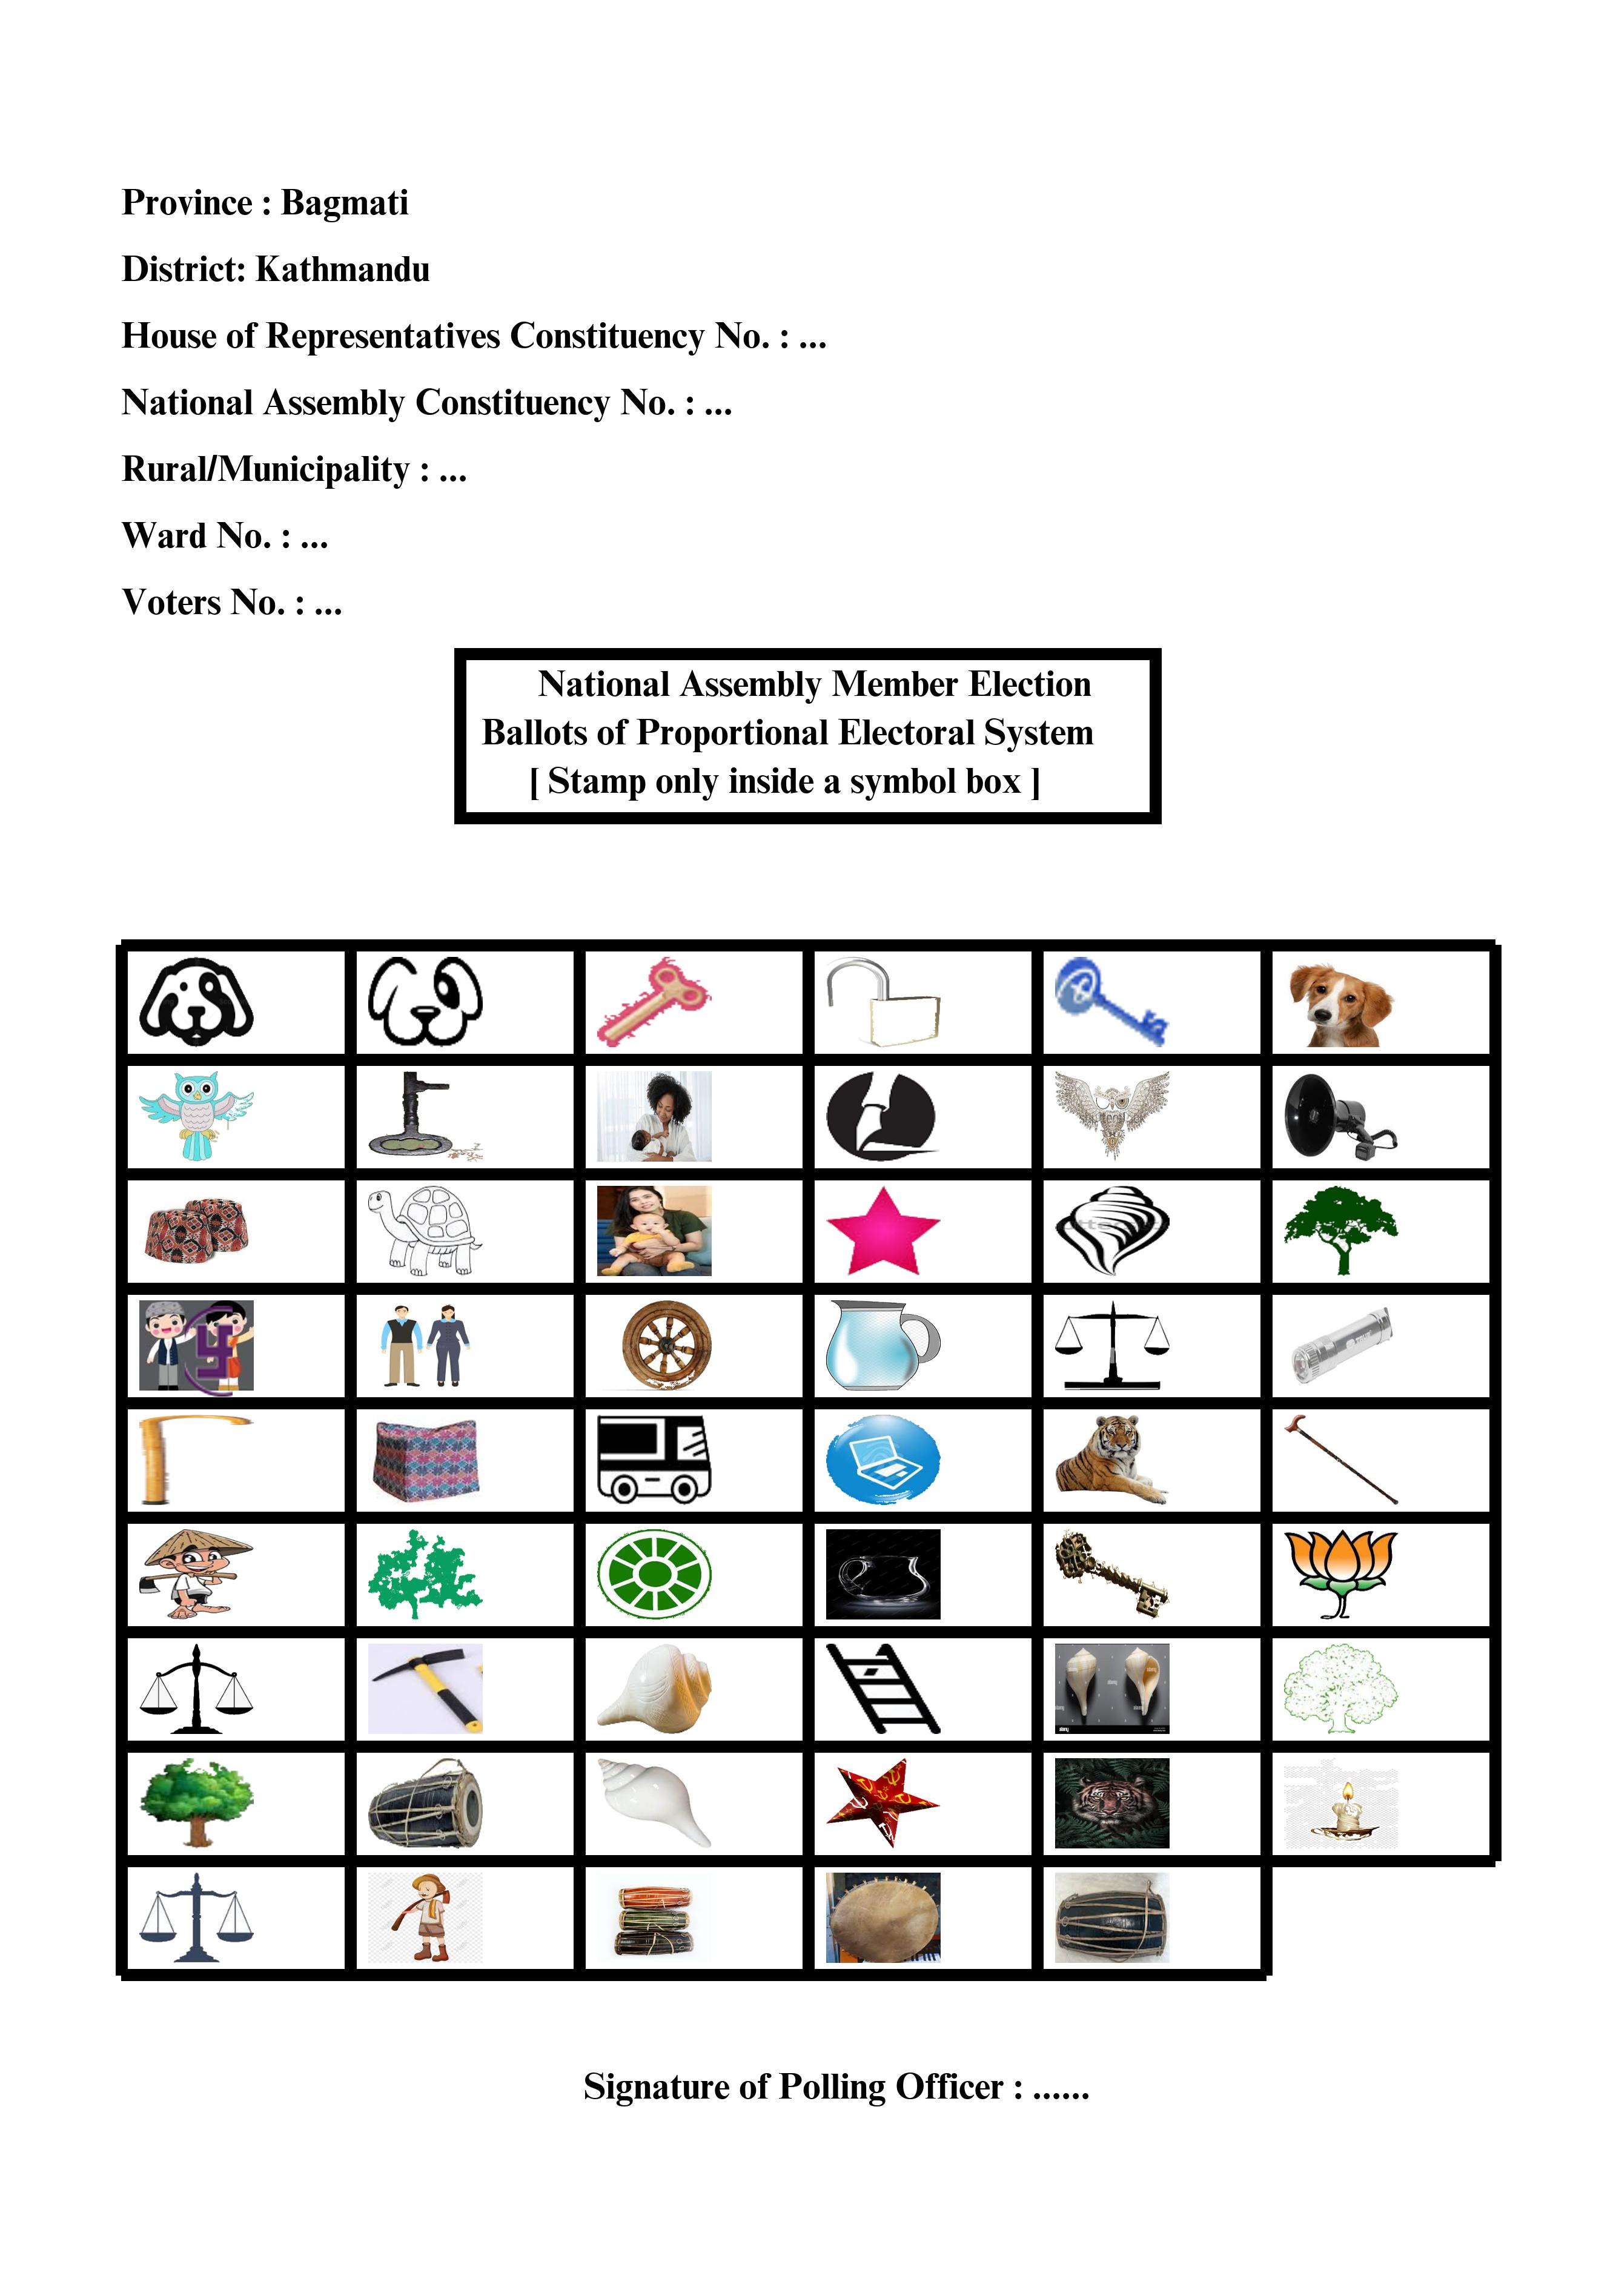 Province : Bagmati
District: Kathmandu
House of Representatives Constituency No. : ...
National Assembly Constituency No. : ...
Rural/Municipality : ...
Ward No. : ...
Voters No. : ...
National Assembly Member Election
Ballots of Proportional Electoral System
[ Stamp only inside a symbol box ]
Signature of Polling Officer : ......